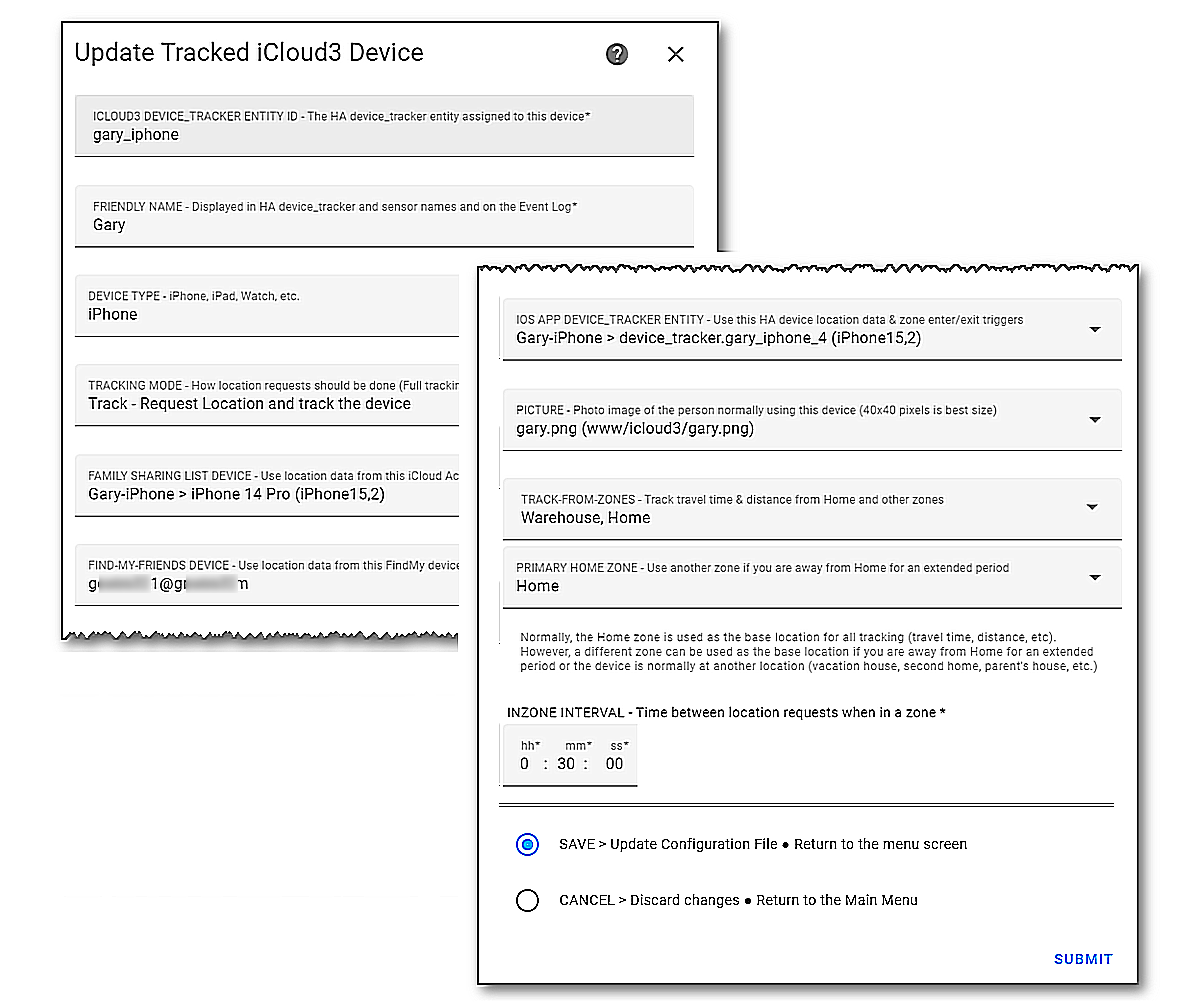 Update Tracked iCloud3 Device
ICLOUD3 DEVICE_TRACKER ENTITY ID - The HA device_tracker entity assigned to this device*
gary_iphone
FRIENDLY NAME - Displayed in HA device_tracker and sensor names and on the Event Log*
Gary
DEVICE TYPE - iPhone, iPad, Watch, etc.
iPhone
TRACKING MODE - How location requests should be done (Full trackin
Track - Request Location and track the device
FAMILY SHARING LIST DEVICE - Use location data from this iCloud Ac
Gary-iPhone > iPhone 14 Pro (iPhone15,2)
FIND-MY-FRIENDS DEVICE - Use location data from this FindMy device
IOS APP DEVICE_TRACKER ENTITY - Use this HA device location data & zone enter/exit triggers
Gary-iPhone > device_tracker.gary_iphone_4 (iPhone15,2)
PICTURE - Photo image of the person normally using this device (40x40 pixels is best size)
gary.png (www/icloud3/gary.png)
TRACK-FROM-ZONES - Track travel time & distance from Home and other zones
Warehouse, Home
PRIMARY HOME ZONE - Use another zone if you are away from Home for an extended period
Home
Normally, the Home zone is used as the base location for all tracking (travel time, distance, etc).
However, a different zone can be used as the base location if you are away from Home for an extended
period or the device is normally at another location (vacation house, second home, parent's house, etc.)
INZONE INTERVAL - Time between location requests when in a zone *
hh* mm* ss*
0 : 30 : 00
SAVE > Update Configuration File ● Return to the menu screen
CANCEL > Discard changes ● Return to the Main Menu
SUBMIT